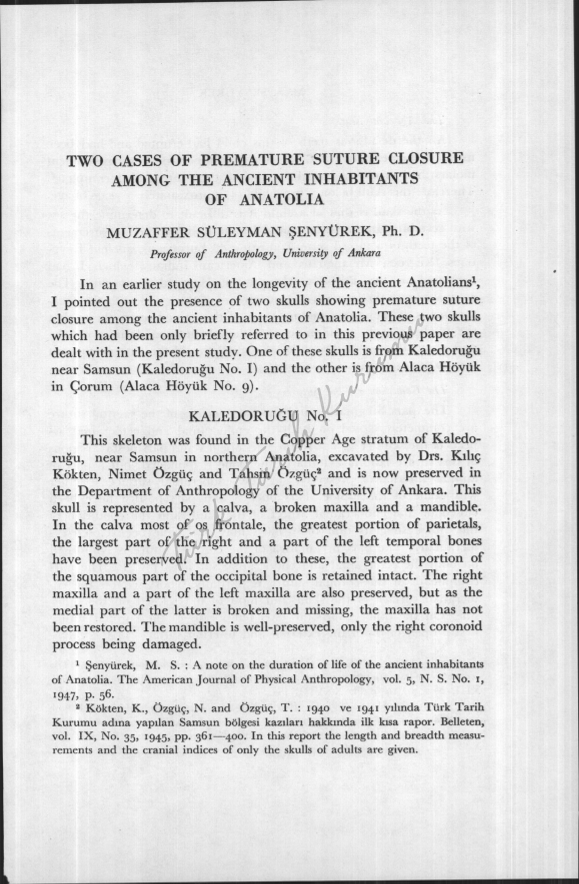 TWO CASES OF PREMATURE SUTURE CLOSURE
AMONG THE ANCIENT INHABITANTS
OF ANATOLIA
MUZAFFER SÜLEYMAN ŞENYÜREK, Ph. D.
Professor of Anthropology, University of Ankara
In an earlier study on the longevity of the ancient Anatolians¹,
I pointed out the presence of two skulls showing premature suture
closure among the ancient inhabitants of Anatolia. These two skulls
which had been only briefly referred to in this previous paper are
dealt with in the present study. One of these skulls is from Kaledoruğu
near Samsun (Kaledoruğu No. I) and the other is from Alaca Höyük
in Çorum (Alaca Höyük No. 9).
KALEDORUĞU No. I
This skeleton was found in the Copper Age stratum of Kaledo-
ruğu, near Samsun in northern Anatolia, excavated by Drs. Kılıç
Kökten, Nimet Özgüç and Tahsin Özgüç² and is now preserved in
the Department of Anthropology of the University of Ankara. This
skull is represented by a calva, a broken maxilla and a mandible.
In the calva most of os frontale, the greatest portion of parietals,
the largest part of the right and a part of the left temporal bones
have been preserved. In addition to these, the greatest portion of
the squamous part of the occipital bone is retained intact. The right
maxilla and a part of the left maxilla are also preserved, but as the
medial part of the latter is broken and missing, the maxilla has not
been restored. The mandible is well-preserved, only the right coronoid
process being damaged.
¹ Şenyürek, M. S. : A note on the duration of life of the ancient inhabitants
of Anatolia. The American Journal of Physical Anthropology, vol. 5, N. S. No. 1,
1947, p. 56.
² Kökten, K., Özgüç, N. and Özgüç, T. : 1940 ve 1941 yılında Türk Tarih
Kurumu adına yapılan Samsun bölgesi kazıları hakkında ilk kısa rapor. Belleten,
vol. IX, No. 35, 1945, pp. 361—400. In this report the length and breadth measu-
rements and the cranial indices of only the skulls of adults are given.
Türk Tarih Kurumu